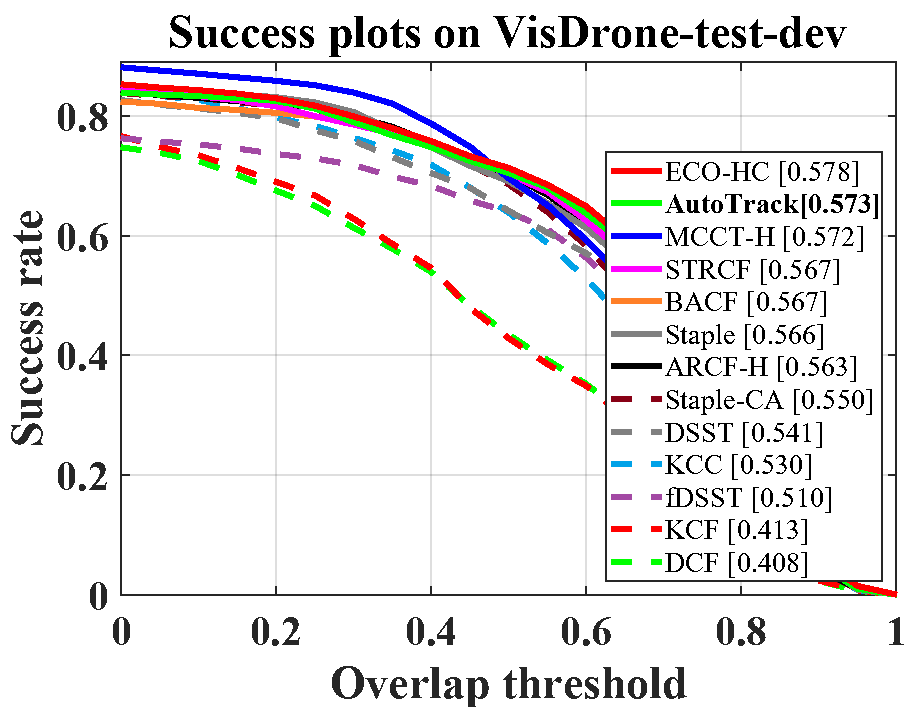 Success plots on VisDrone-test-dev
Success rate
0.8
0.6
0.4
0.2
0
ECO-HC [0.578]
AutoTrack[0.573]
MCCT-H [0.572]
STRCF [0.567]
BACF [0.567]
Staple [0.566]
ARCF-H [0.563]
Staple-CA [0.550]
DSST [0.541]
KCC [0.530]
fDSST [0.510]
KCF [0.413]
DCF [0.408]
0 0.2 0.4 0.6 0.8 1
Overlap threshold